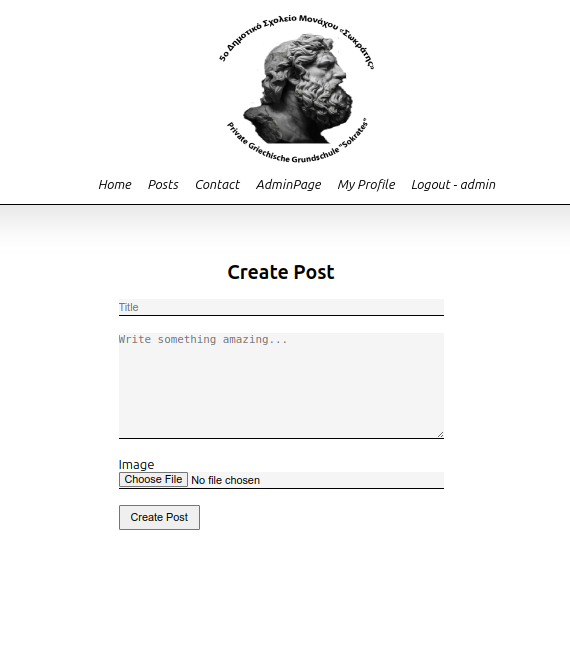 5ο Δημοτικό Σχολείο Μονάχου «Σωκράτης»
Private Griechische Grundschule "Sokrates"
Home Posts Contact AdminPage My Profile Logout - admin
Create Post
Title
Write something amazing...
Image
Choose File No file chosen
Create Post